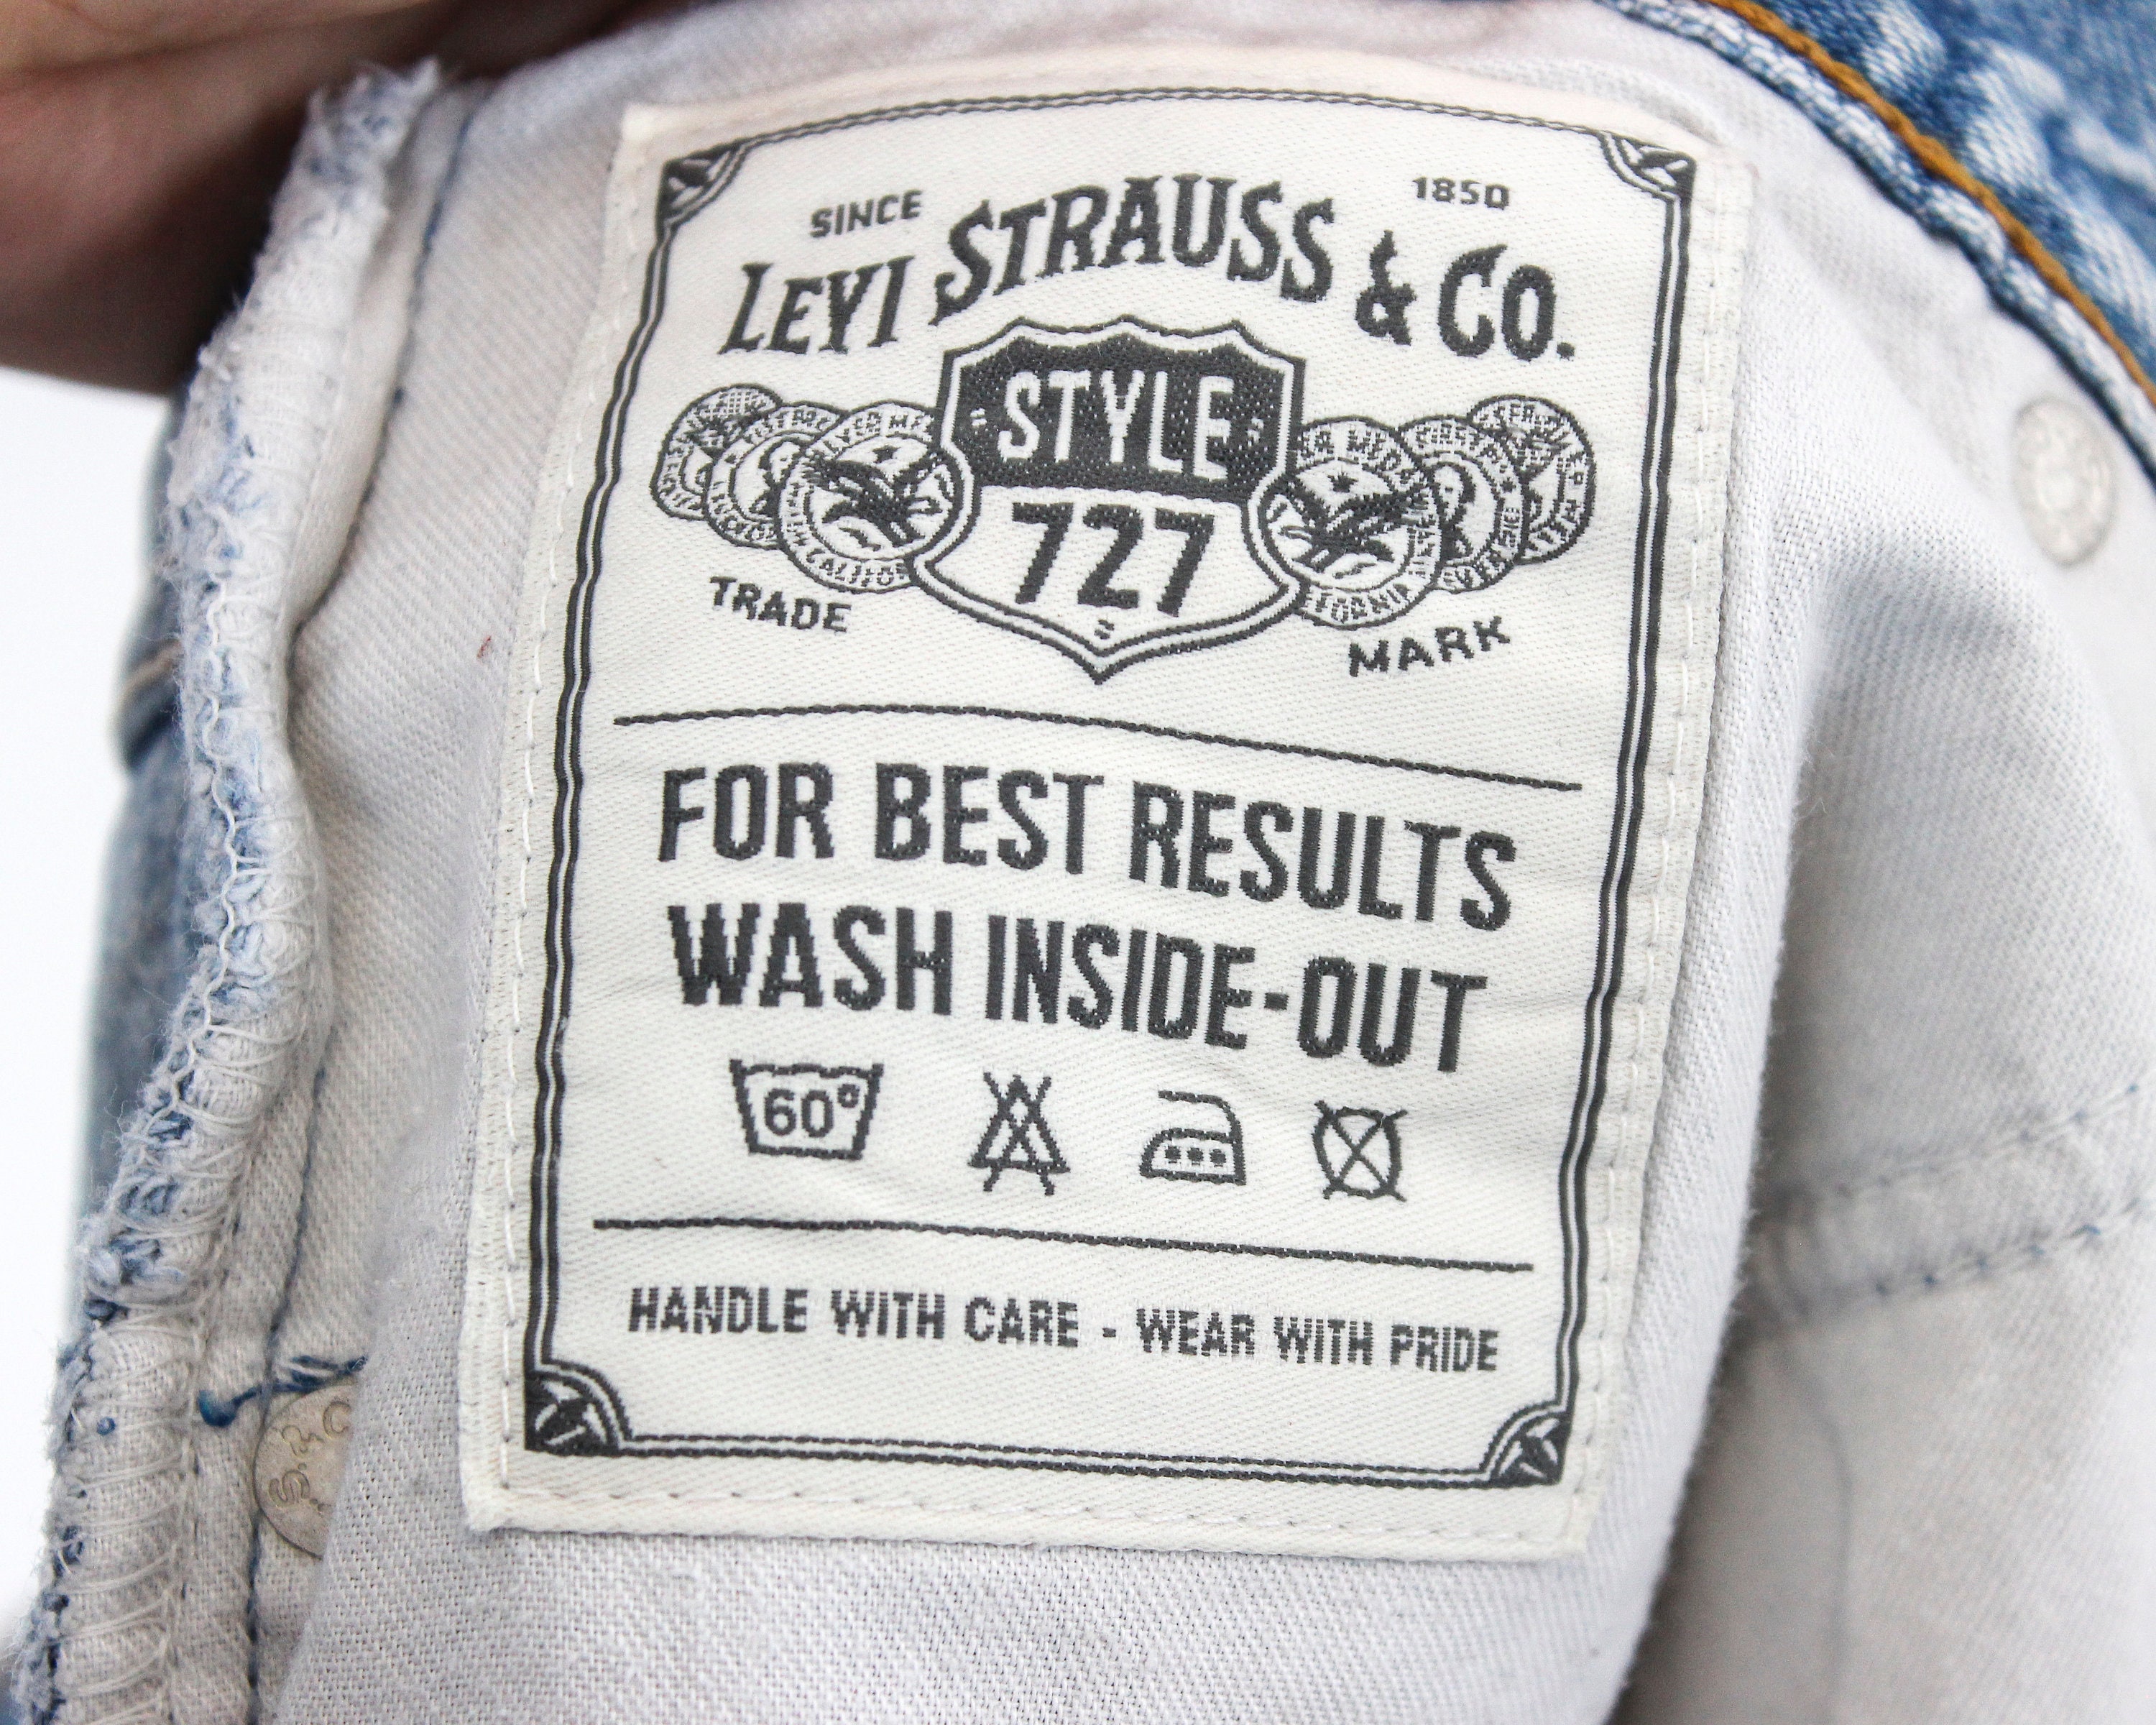 SINCE 1850
LEVI STRAUSS & CO.
STYLE
727
TRADE MARK
FOR BEST RESULTS
WASH INSIDE-OUT
60°
HANDLE WITH CARE - WEAR WITH PRIDE